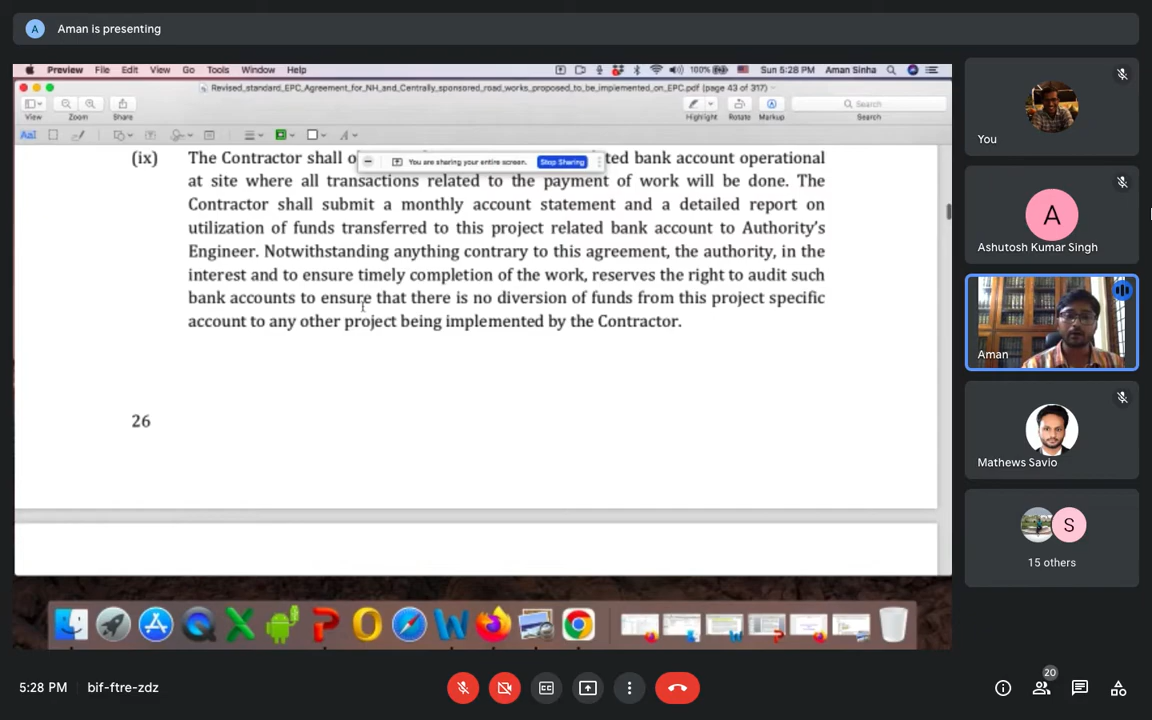 A
Aman is presenting
Preview File Edit View Go Tools Window Help
100% Sun 5:28 PM Aman Sinha
Revised_standard_EPC_Agreement_for_NH_and_Centrally_sponsored_road_works_proposed_to_be_implemented_on_EPC.pdf (page 43 of 317)
Search
View Zoom Share Highlight Rotate Markup Search
You are sharing your entire screen. Stop Sharing
(ix) The Contractor shall o ted bank account operational
at site where all transactions related to the payment of work will be done. The
Contractor shall submit a monthly account statement and a detailed report on
utilization of funds transferred to this project related bank account to Authority's
Engineer. Notwithstanding anything contrary to this agreement, the authority, in the
interest and to ensure timely completion of the work, reserves the right to audit such
bank accounts to ensure that there is no diversion of funds from this project specific
account to any other project being implemented by the Contractor.
26
You
A
Ashutosh Kumar Singh
Aman
Mathews Savio
S
15 others
5:28 PM bif-ftre-zdz
20